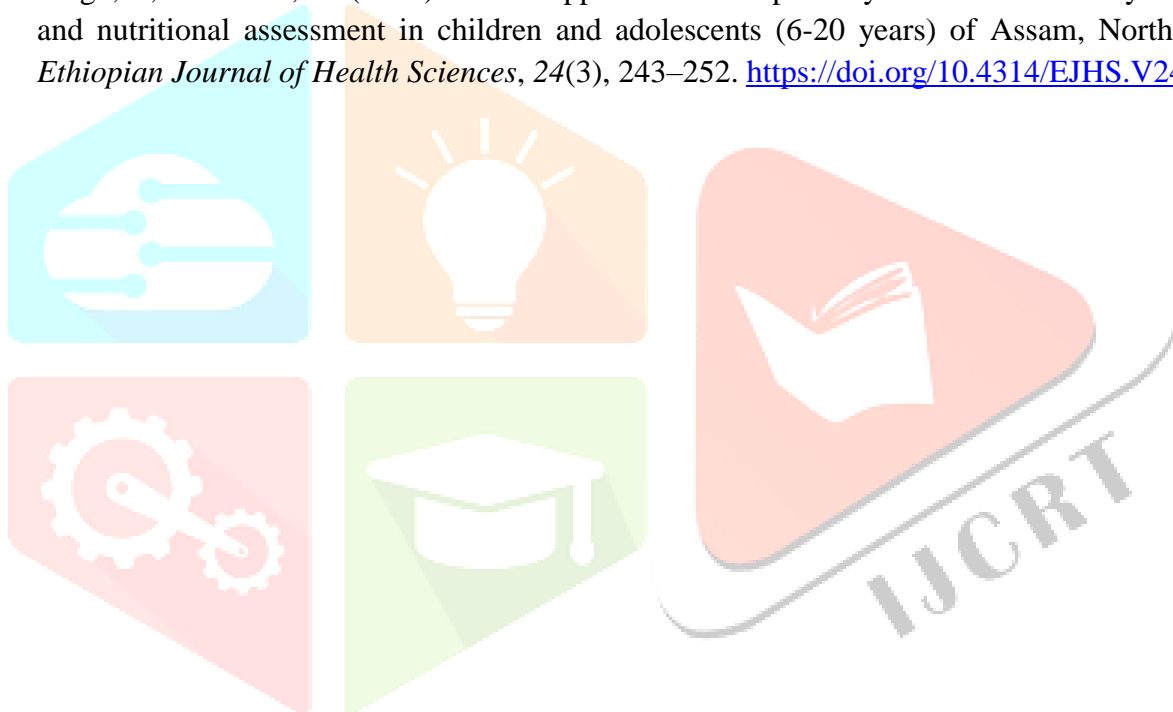 and nutritional assessment in children and adolescents (6-20 years) of Assam, North
Ethiopian Journal of Health Sciences, 24(3), 243–252. https://doi.org/10.4314/EJHS.V24
IJCRT